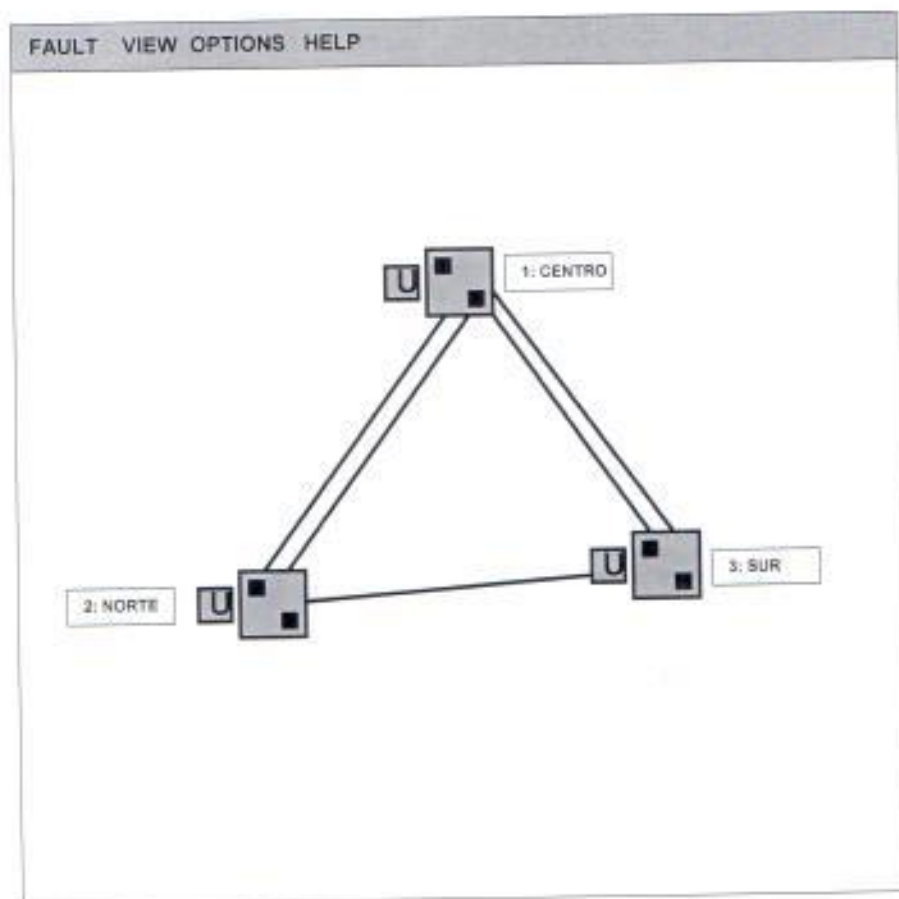 FAULT VIEW OPTIONS HELP
U
1: CENTRO
2: NORTE
U
U
3: SUR